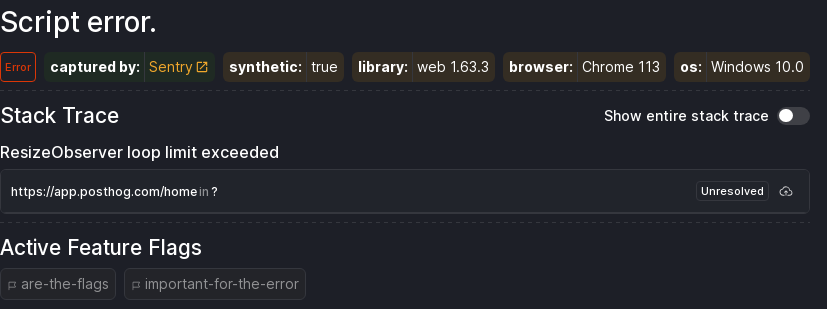 Script error.
Error captured by: Sentry synthetic: true library: web 1.63.3 browser: Chrome 113 os: Windows 10.0
Stack Trace Show entire stack trace
ResizeObserver loop limit exceeded
https://app.posthog.com/home in ? Unresolved
Active Feature Flags
are-the-flags important-for-the-error